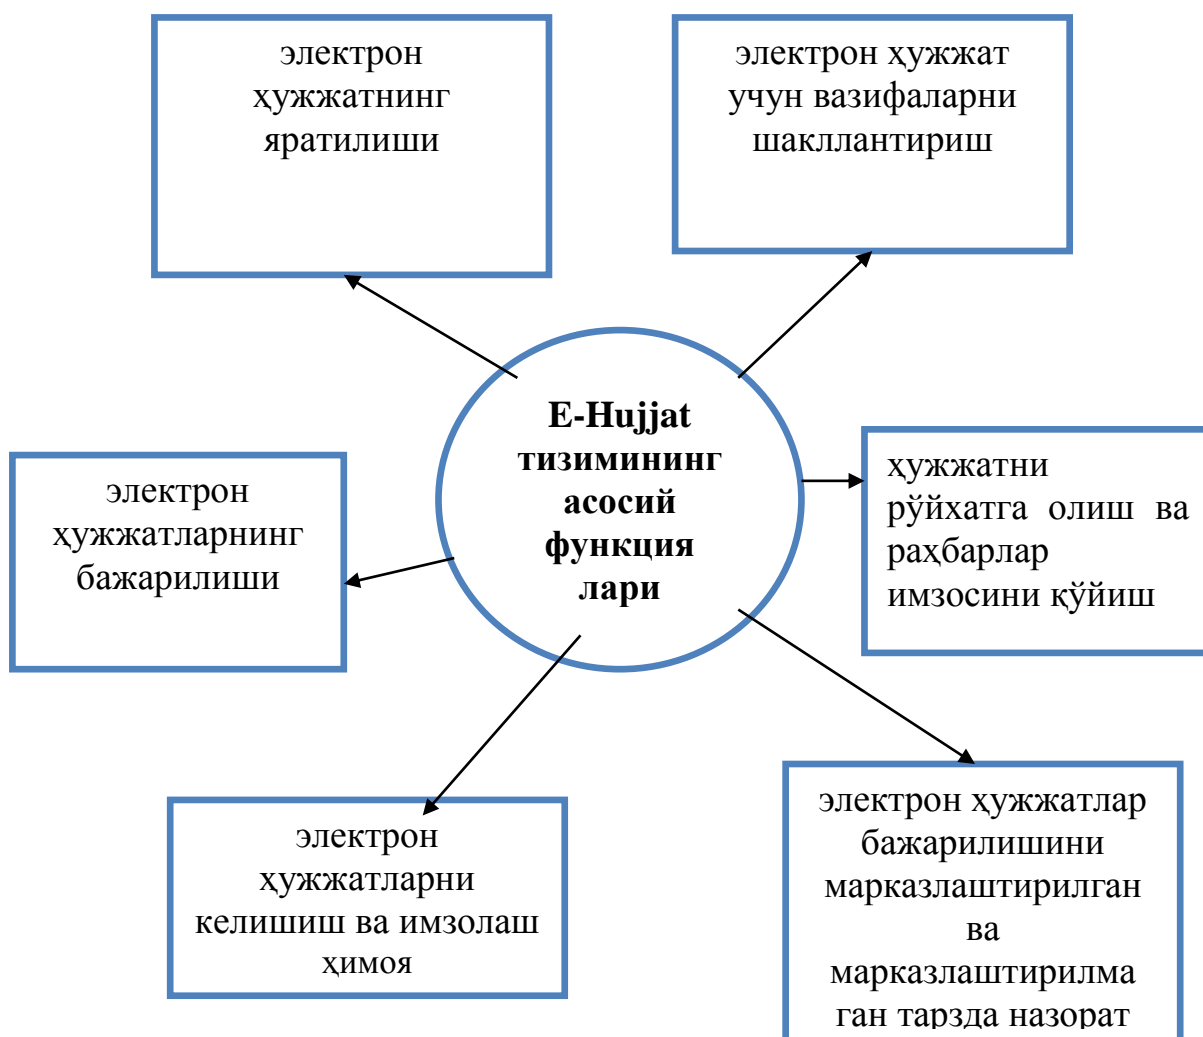 электрон
ҳужжатнинг
яратилиши
электрон ҳужжат
учун вазифаларни
шакллантириш
E-Hujjat
тизимининг
асосий
функция
лари
электрон
ҳужжатларнинг
бажарилиши
ҳужжатни
рўйхатга олиш ва
раҳбарлар
имзосини қўйиш
электрон
ҳужжатларни
келишиш ва имзолаш
ҳимоя
электрон ҳужжатлар
бажарилишини
марказлаштирилган
ва
марказлаштирилма
ган тарзда назорат